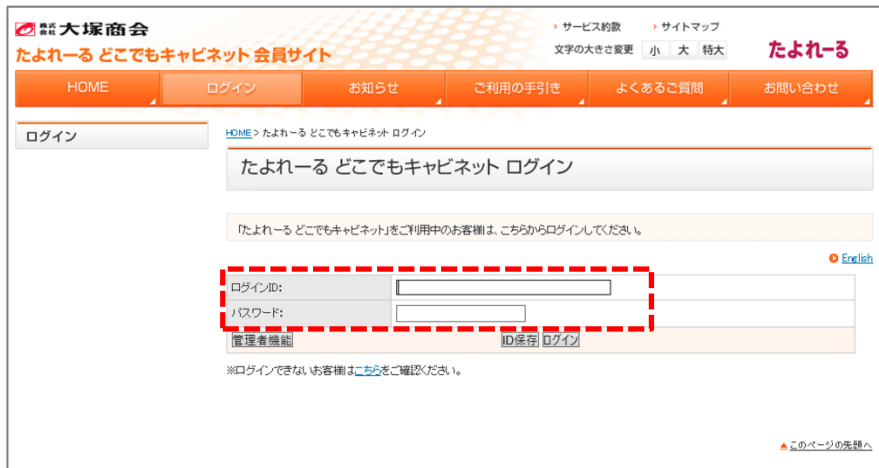 株式会社大塚商会
サービス約款 サイトマップ
たよれーる どこでもキャビネット 会員サイト
文字の大きさ変更 小 大 特大
たよれーる
HOME ログイン お知らせ ご利用の手引き よくあるご質問 お問い合わせ
ログイン
HOME > たよれーる どこでもキャビネット ログイン
たよれーる どこでもキャビネット ログイン
「たよれーる どこでもキャビネット」をご利用中のお客様は、こちらからログインしてください。
English
ログインID:
パスワード:
管理者機能 ID保存 ログイン
※ログインできないお客様はこちらをご確認ください。
このページの先頭へ